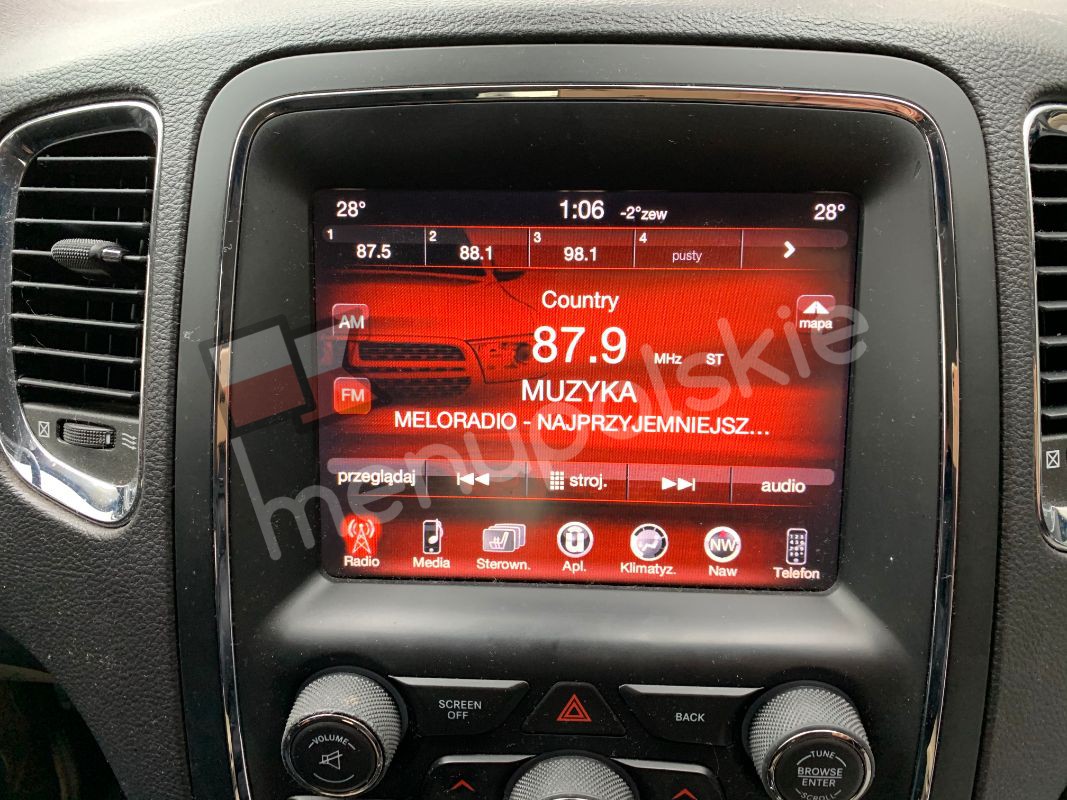 28° 1:06 -2°zew 28°
1 87.5 2 88.1 3 98.1 4 pusty
Country
AM 87.9 MHz ST mapa
FM MUZYKA
MELORADIO - NAJPRZYJEMNIEJSZ...
przeglądaj stroj. audio
Radio Media Sterown. Apl. Klimatyz. NW Naw Telefon
menupolskie
SCREEN OFF BACK
VOLUME TUNE
BROWSE
ENTER
SCROLL